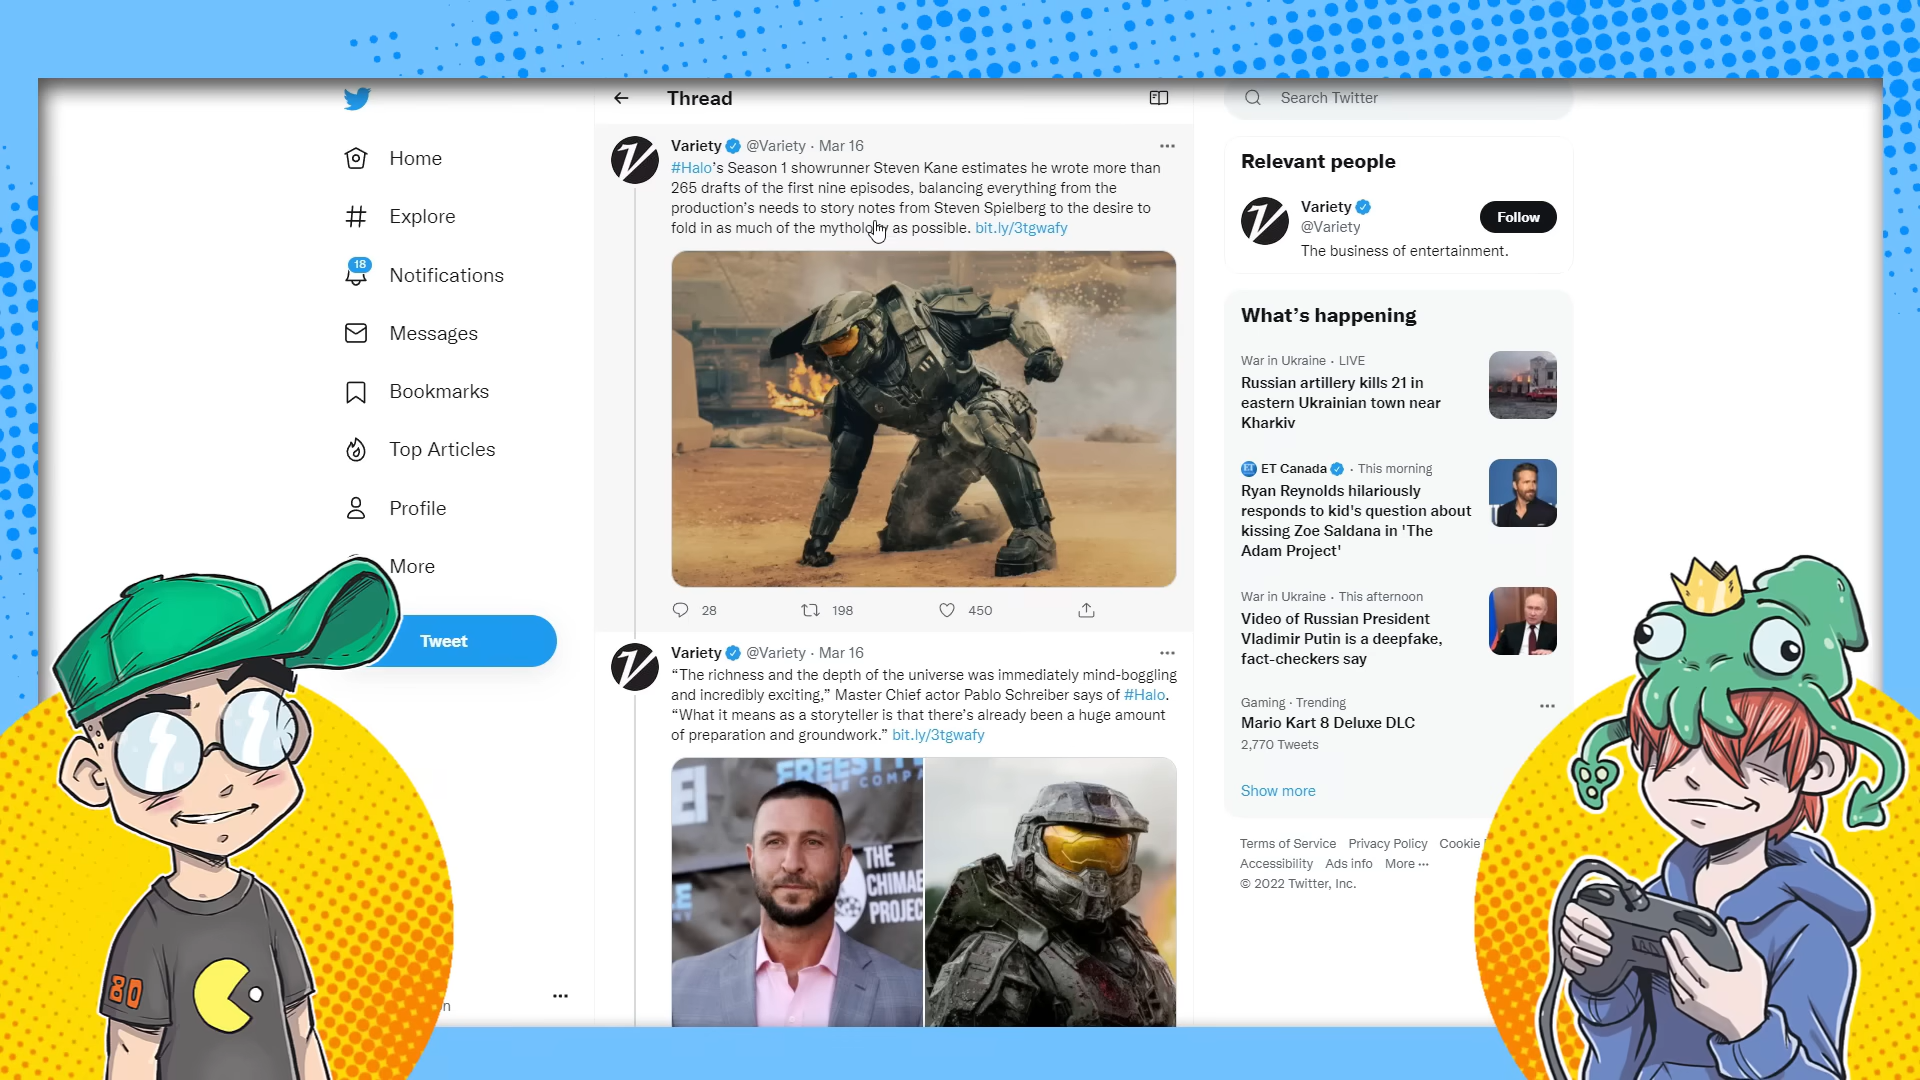 Home
Explore
18
Notifications
Messages
Bookmarks
Top Articles
Profile
More
Tweet
Thread
Variety @Variety · Mar 16
#Halo's Season 1 showrunner Steven Kane estimates he wrote more than
265 drafts of the first nine episodes, balancing everything from the
production's needs to story notes from Steven Spielberg to the desire to
fold in as much of the mythology as possible. bit.ly/3tgwafy
28 198 450
Variety @Variety · Mar 16
“The richness and the depth of the universe was immediately mind-boggling
and incredibly exciting,” Master Chief actor Pablo Schreiber says of #Halo.
“What it means as a storyteller is that there's already been a huge amount
of preparation and groundwork.” bit.ly/3tgwafy
THE
Search Twitter
Relevant people
Variety
@Variety
Follow
The business of entertainment.
What's happening
War in Ukraine · LIVE
Russian artillery kills 21 in
eastern Ukrainian town near
Kharkiv
ET Canada · This morning
Ryan Reynolds hilariously
responds to kid's question about
kissing Zoe Saldana in 'The
Adam Project'
War in Ukraine · This afternoon
Video of Russian President
Vladimir Putin is a deepfake,
fact-checkers say
Gaming · Trending
Mario Kart 8 Deluxe DLC
2,770 Tweets
Show more
Terms of Service Privacy Policy Cookie
Accessibility Ads info More ···
© 2022 Twitter, Inc.
80